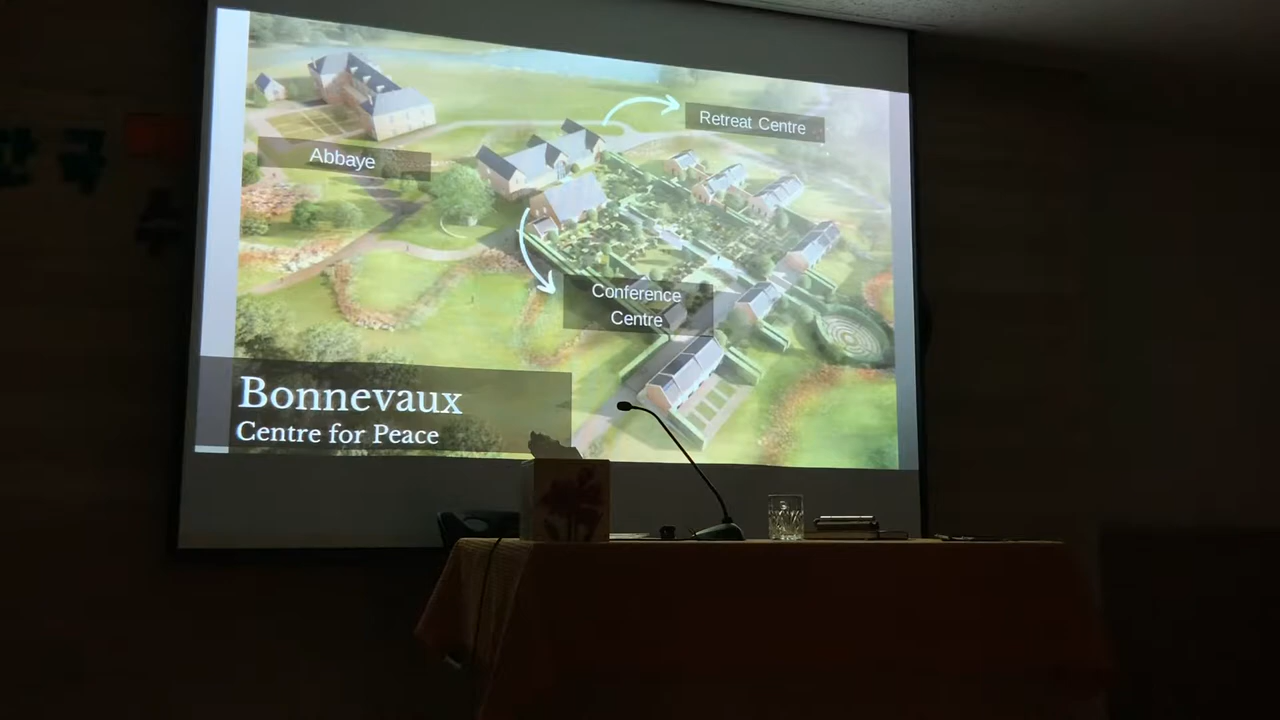 Retreat Centre
Abbaye
Conference
Centre
Bonnevaux
Centre for Peace